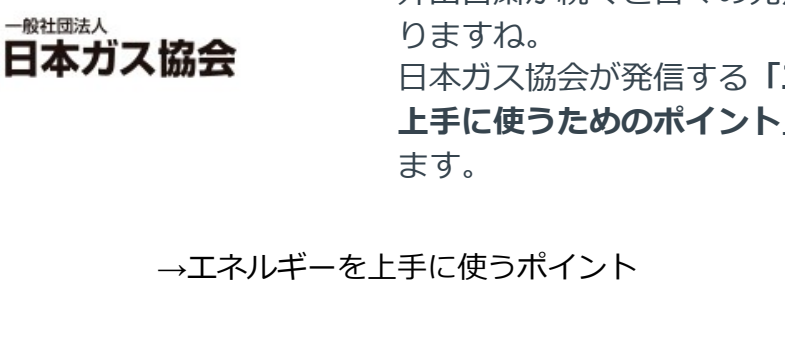 一般社団法人
日本ガス協会
りますね。
日本ガス協会が発信する「エ
上手に使うためのポイント」
ます。
→エネルギーを上手に使うポイント